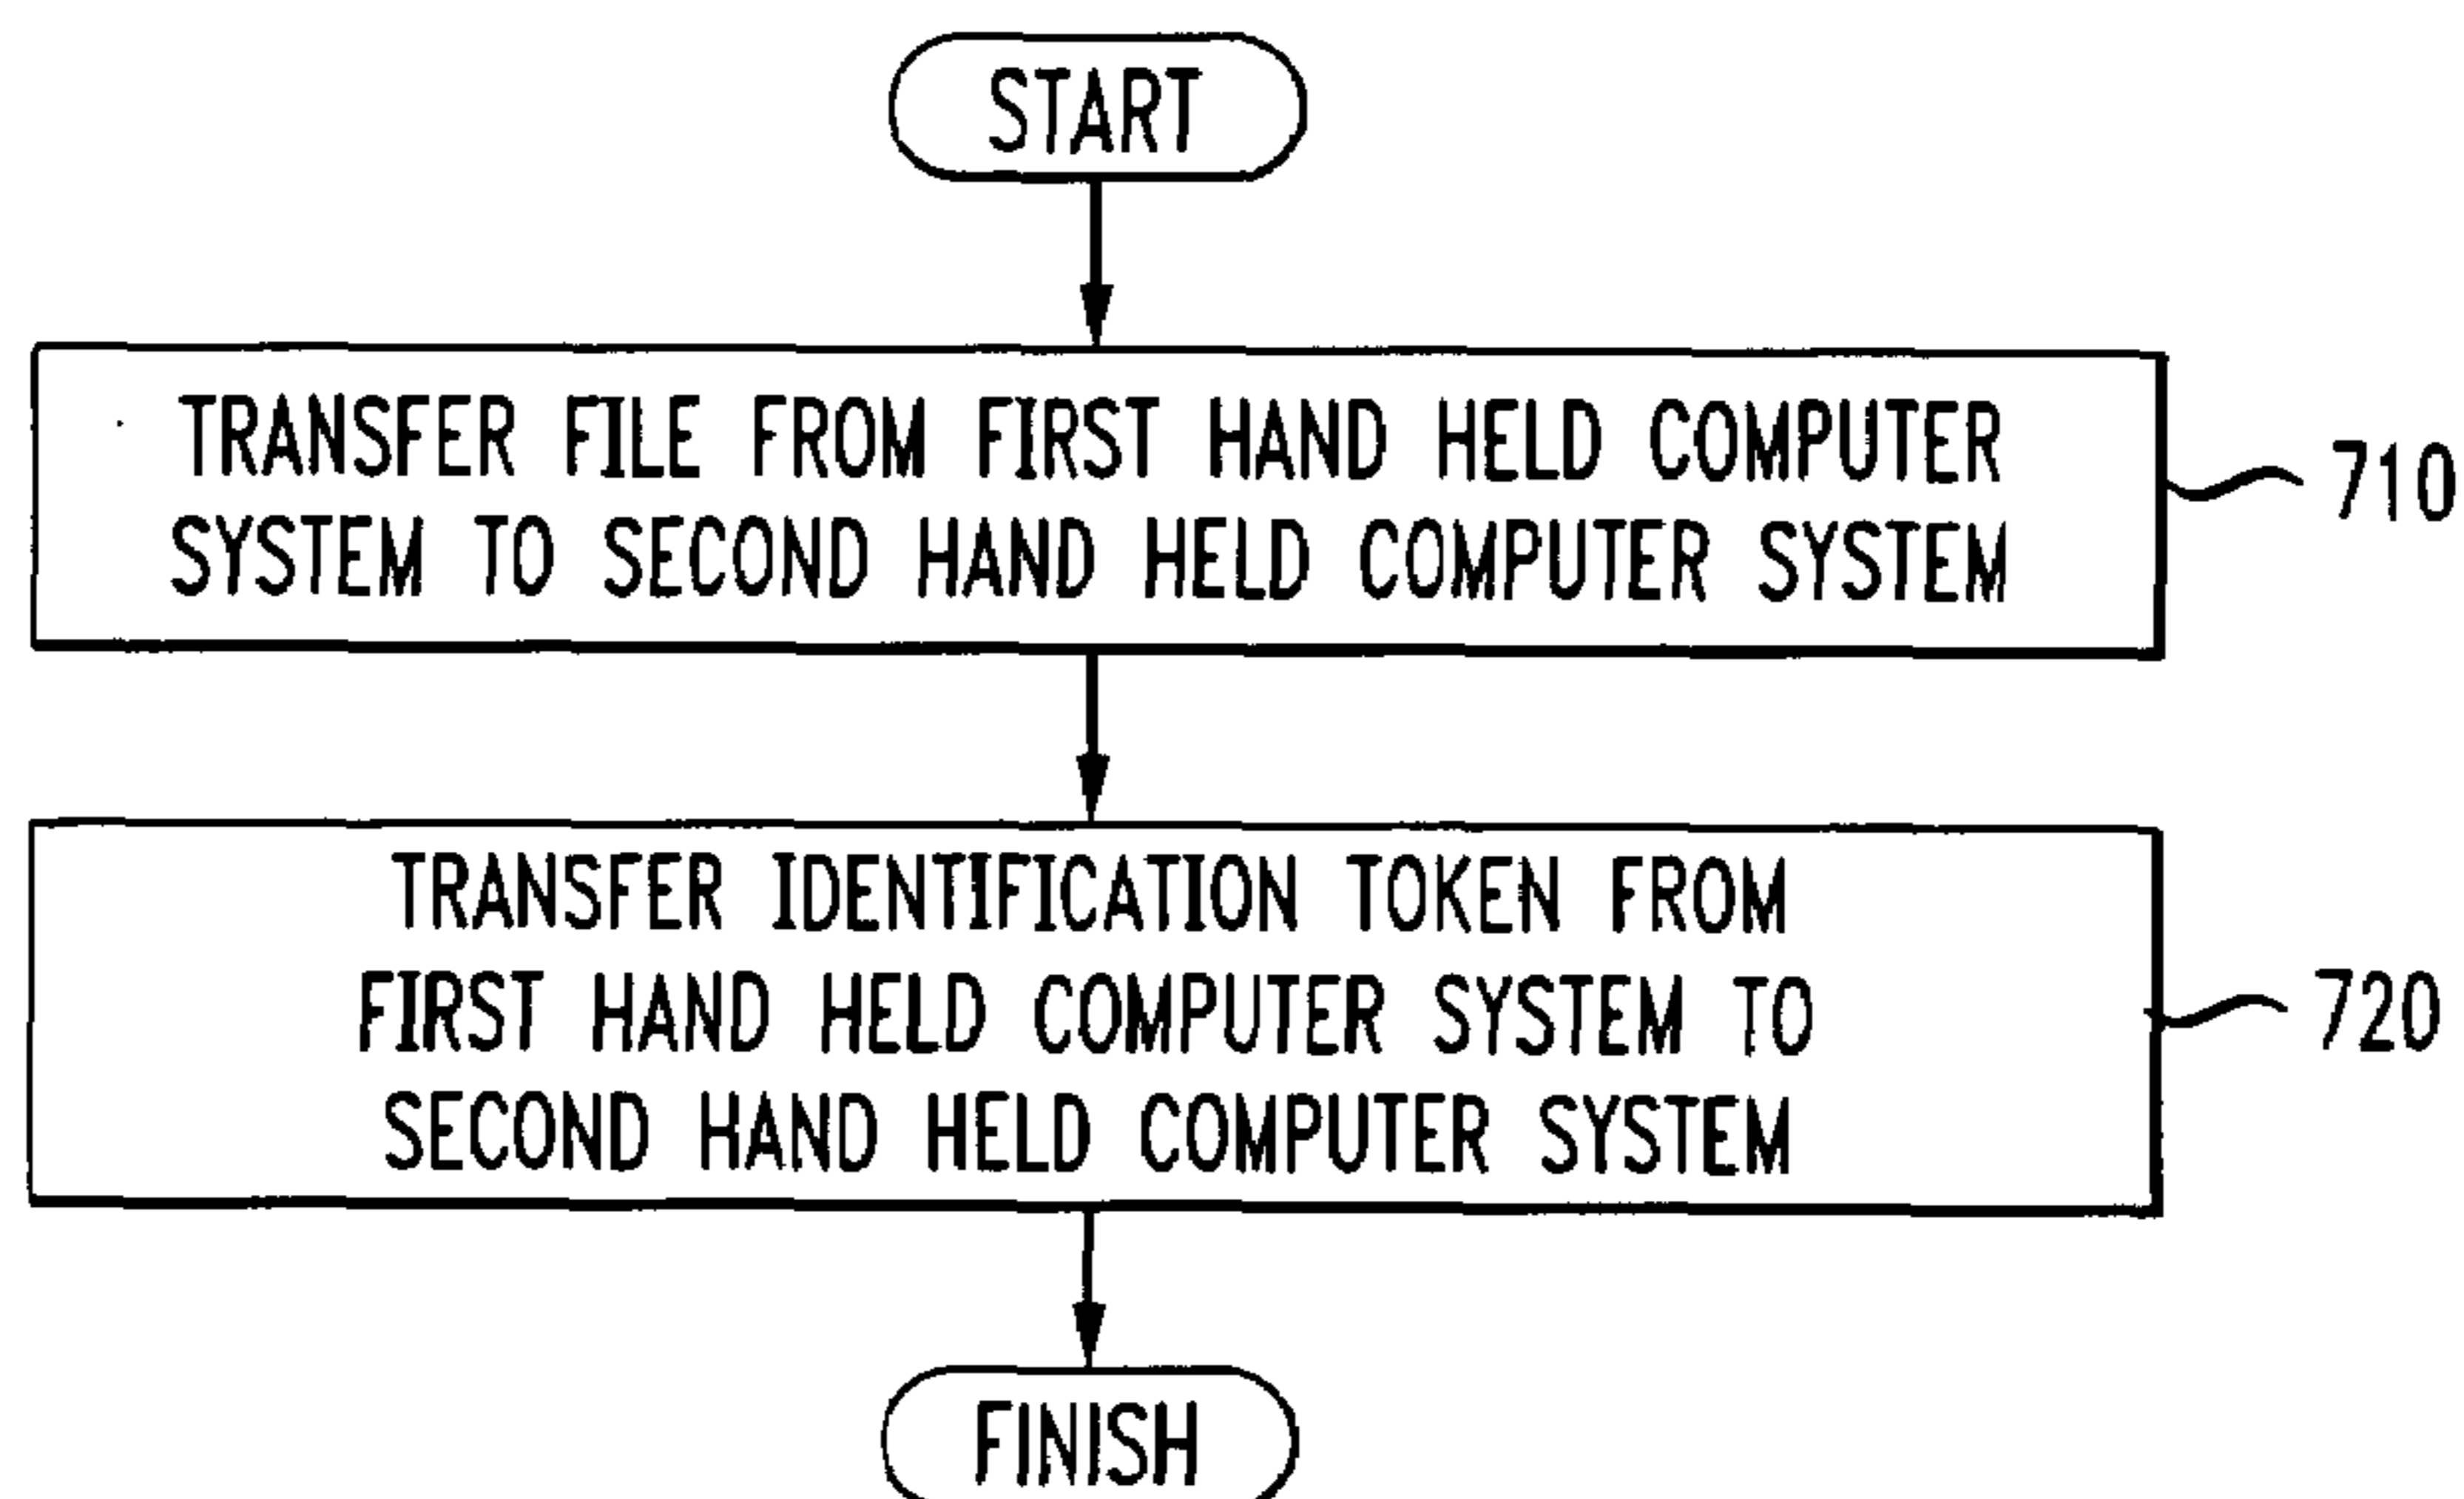 START
TRANSFER FILE FROM FIRST HAND HELD COMPUTER
SYSTEM TO SECOND HAND HELD COMPUTER SYSTEM
710
TRANSFER IDENTIFICATION TOKEN FROM
FIRST HAND HELD COMPUTER SYSTEM TO
SECOND HAND HELD COMPUTER SYSTEM
720
FINISH